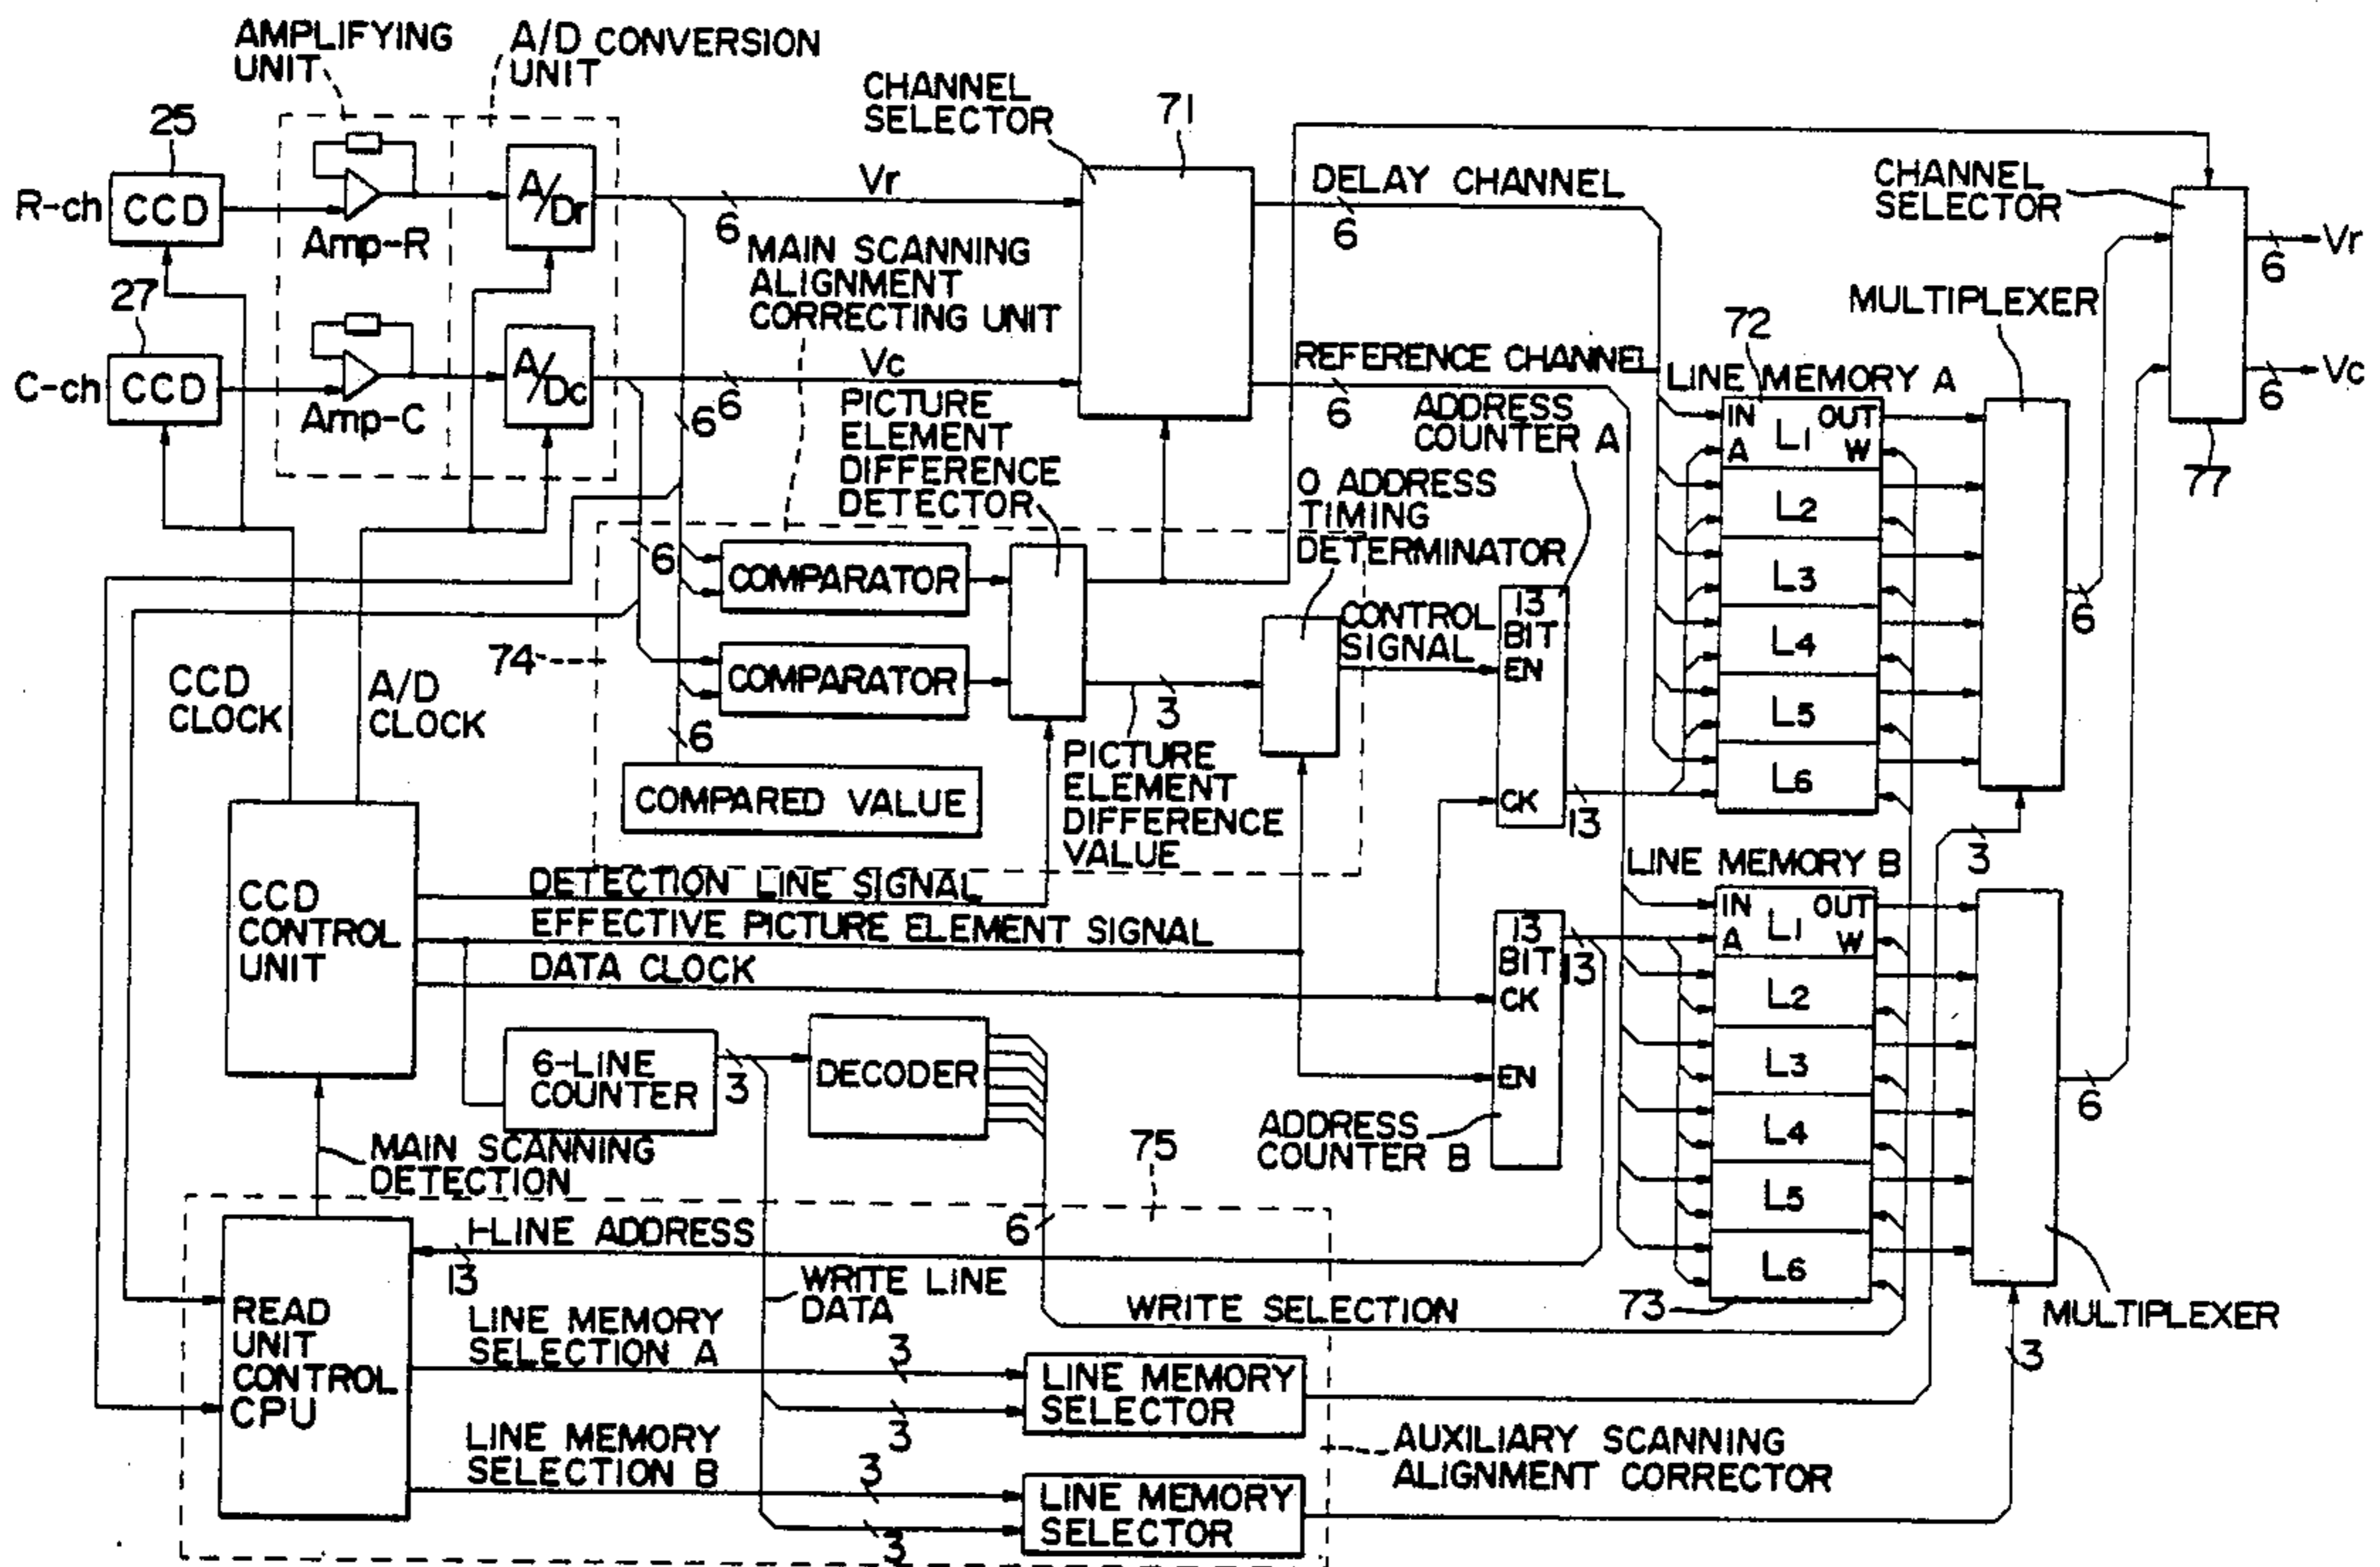 AMPLIFYING
UNIT
A/D CONVERSION
UNIT
CHANNEL
SELECTOR
71
25
R-ch
CCD
Amp-R
A/Dr
Vr
6
DELAY CHANNEL
6
CHANNEL
SELECTOR
Vr
6
Vc
6
77
27
C-ch
CCD
Amp-C
A/Dc
Vc
6
6
MAIN SCANNING
ALIGNMENT
CORRECTING UNIT
REFERENCE CHANNEL
6
PICTURE
ELEMENT
DIFFERENCE
DETECTOR
ADDRESS
COUNTER A
72
LINE MEMORY A
MULTIPLEXER
IN
OUT
A
L1
W
L2
L3
L4
L5
L6
6
O ADDRESS
TIMING
DETERMINATOR
6
COMPARATOR
COMPARATOR
74
6
COMPARED VALUE
CONTROL
SIGNAL
3
PICTURE
ELEMENT
DIFFERENCE
VALUE
13
BIT
EN
CK
13
CCD
CLOCK
A/D
CLOCK
CCD
CONTROL
UNIT
DETECTION LINE SIGNAL
EFFECTIVE PICTURE ELEMENT SIGNAL
DATA CLOCK
13
BIT
CK
EN
13
ADDRESS
COUNTER B
3
LINE MEMORY B
IN
OUT
A
L1
W
L2
L3
L4
L5
L6
73
6
MULTIPLEXER
3
6-LINE
COUNTER
3
DECODER
MAIN SCANNING
DETECTION
75
6
1-LINE ADDRESS
13
WRITE LINE
DATA
WRITE SELECTION
READ
UNIT
CONTROL
CPU
LINE MEMORY
SELECTION A
3
3
LINE MEMORY
SELECTOR
LINE MEMORY
SELECTION B
3
3
LINE MEMORY
SELECTOR
AUXILIARY SCANNING
ALIGNMENT CORRECTOR